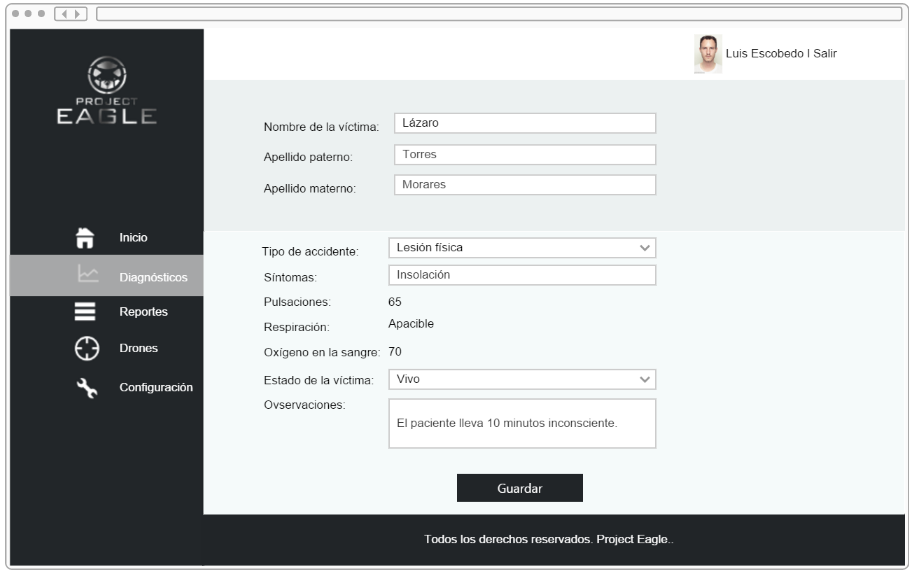 Luis Escobedo I Salir
PROJECT
EAGLE
Nombre de la víctima: Lázaro
Apellido paterno: Torres
Apellido materno: Morares
Inicio
Diagnósticos
Reportes
Drones
Configuración
Tipo de accidente: Lesión física
Síntomas: Insolación
Pulsaciones: 65
Respiración: Apacible
Oxígeno en la sangre: 70
Estado de la víctima: Vivo
Ovservaciones: El paciente lleva 10 minutos inconsciente.
Guardar
Todos los derechos reservados. Project Eagle..